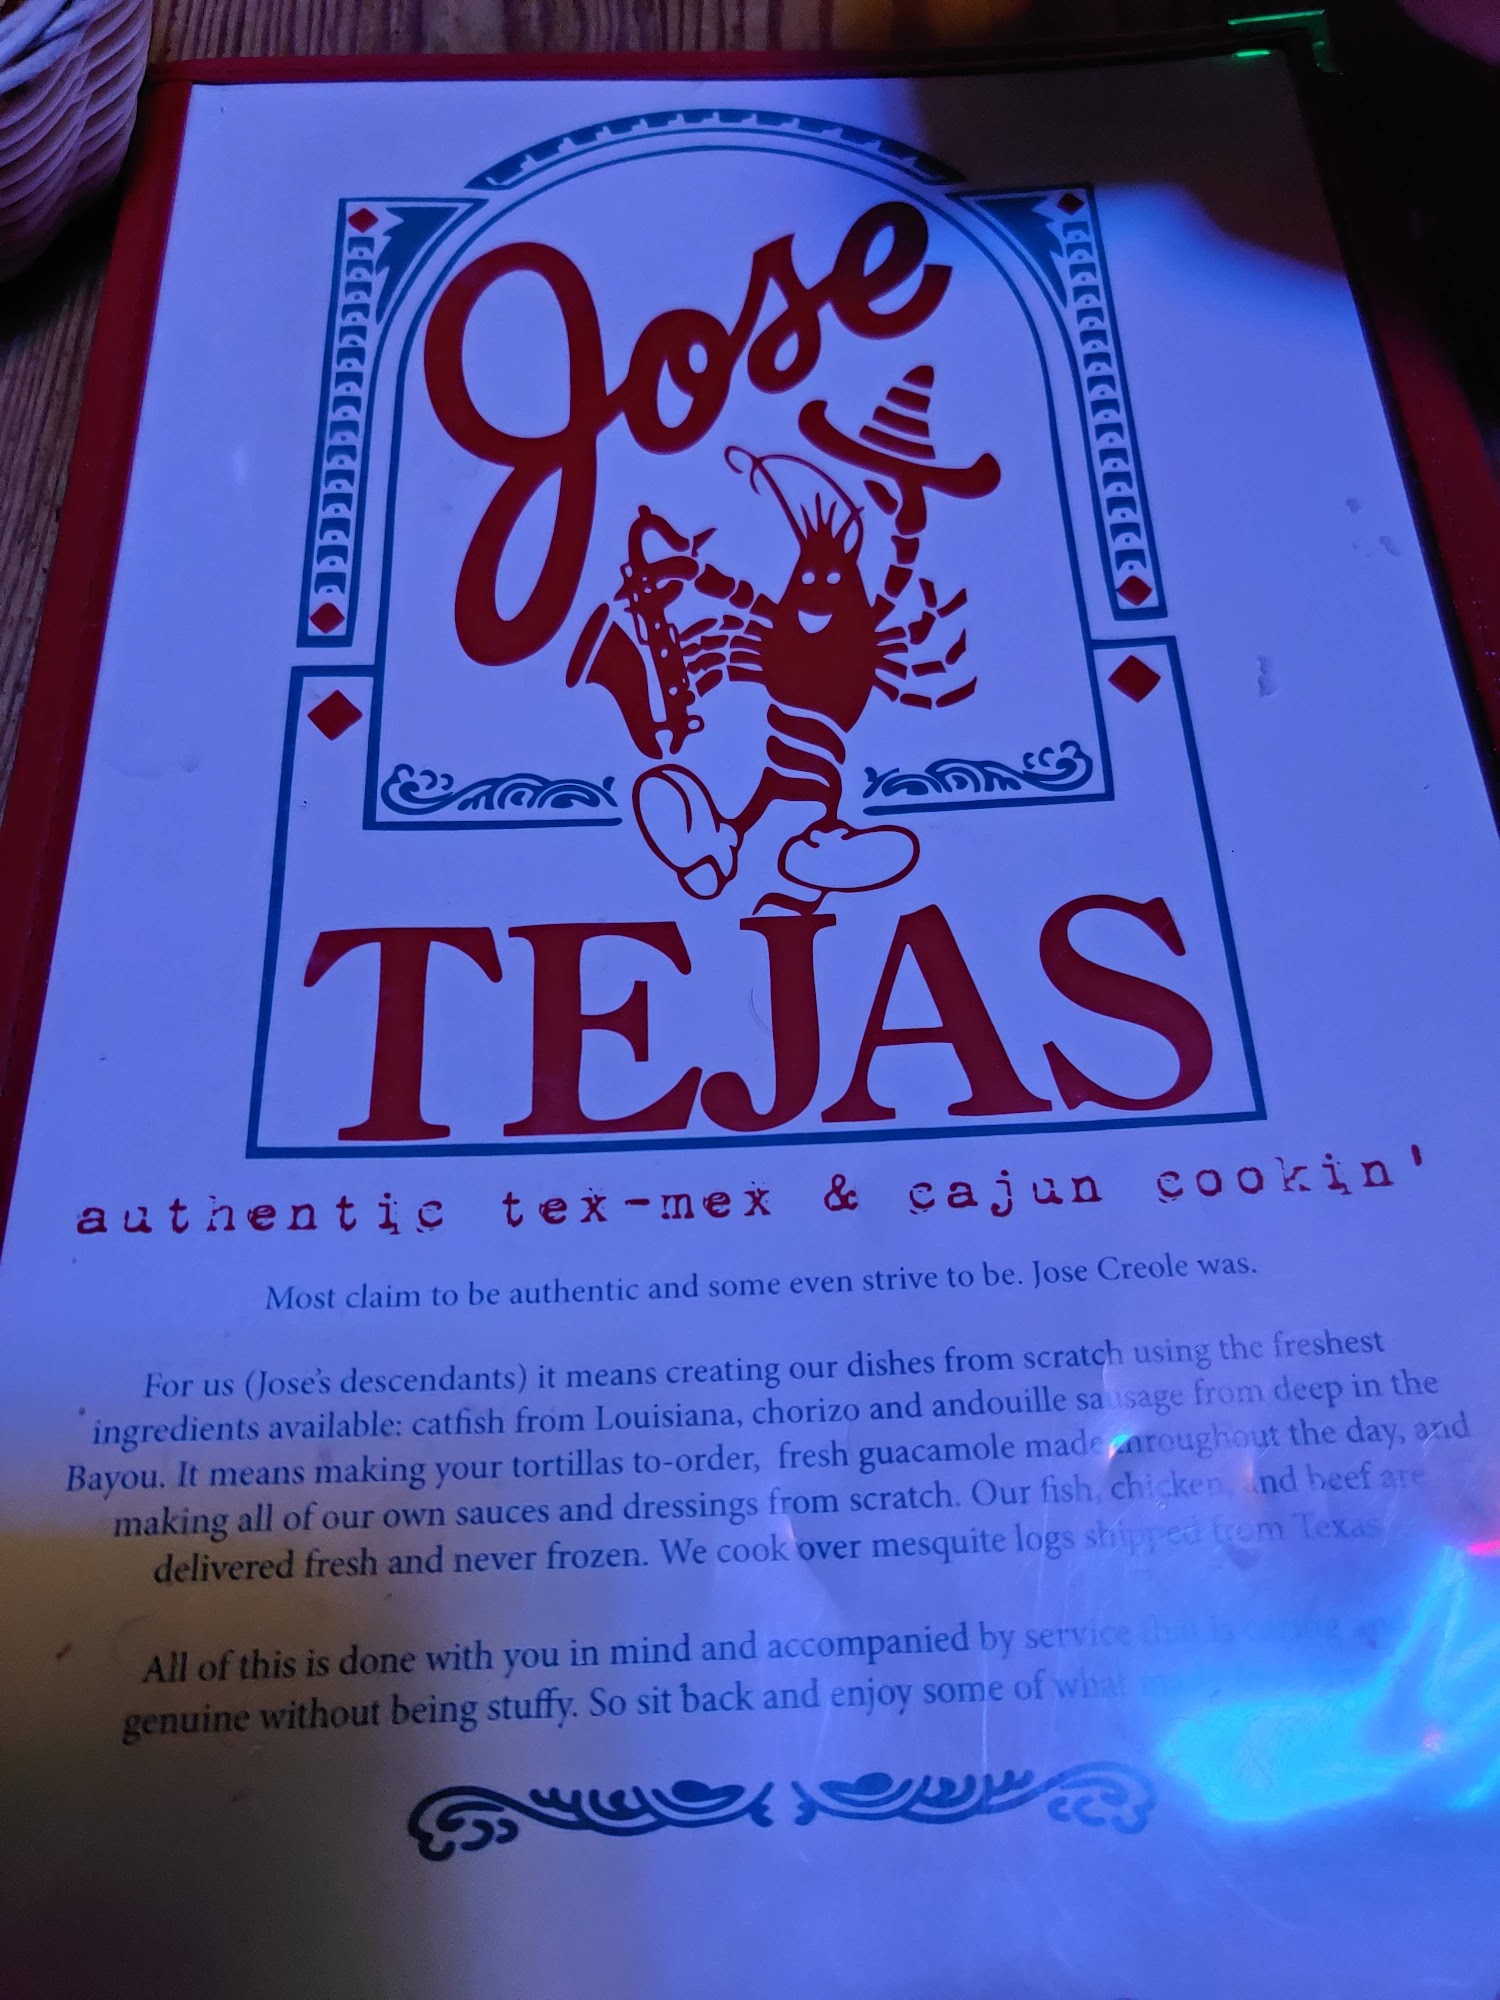 Jose
TEJAS
authentic tex-mex & cajun cookin'
Most claim to be authentic and some even strive to be. Jose Creole was.
For us (Jose's descendants) it means creating our dishes from scratch using the freshest
ingredients available: catfish from Louisiana, chorizo and andouille sausage from deep in the
Bayou. It means making your tortillas to-order, fresh guacamole made throughout the day, and
making all of our own sauces and dressings from scratch. Our fish, chicken, and beef are
delivered fresh and never frozen. We cook over mesquite logs shipped from Texas
All of this is done with you in mind and accompanied by service that is caring
genuine without being stuffy. So sit back and enjoy some of what